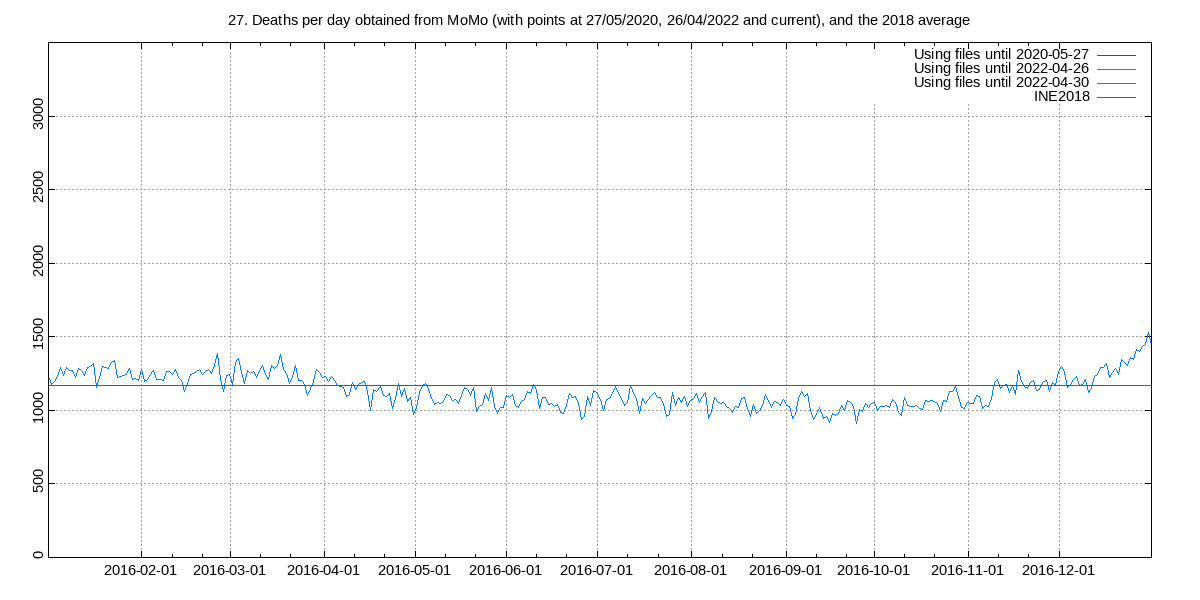 27. Deaths per day obtained from MoMo (with points at 27/05/2020, 26/04/2022 and current), and the 2018 average
Using files until 2020-05-27
Using files until 2022-04-26
Using files until 2022-04-30
INE2018
3000
2500
2000
1500
1000
500
0
2016-02-01 2016-03-01 2016-04-01 2016-05-01 2016-06-01 2016-07-01 2016-08-01 2016-09-01 2016-10-01 2016-11-01 2016-12-01